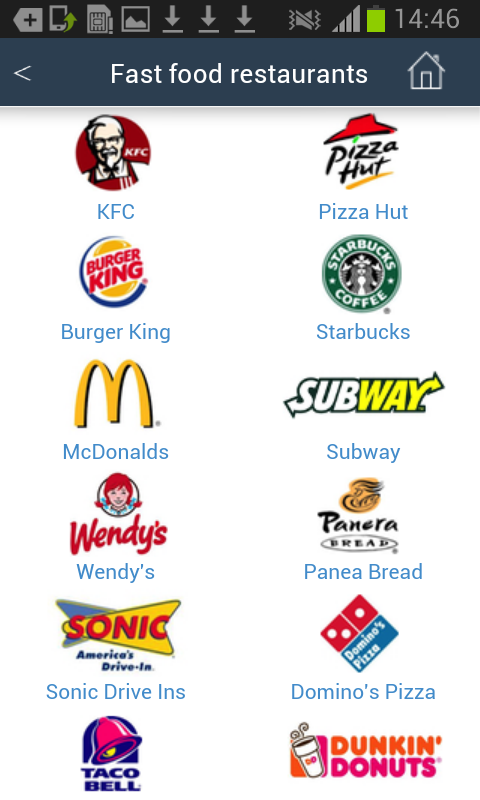 14:46
< Fast food restaurants
KFC
Pizza
Hut
KFC
Pizza Hut
BURGER
KING
STARBUCKS
COFFEE
Burger King
Starbucks
M
SUBWAY
McDonalds
Subway
Wendy's
Panera
BREAD
Wendy's
Panea Bread
SONIC
America's
Drive-In
Domino's
Pizza
Sonic Drive Ins
Domino's Pizza
TACO
BELL
DD
DUNKIN'
DONUTS